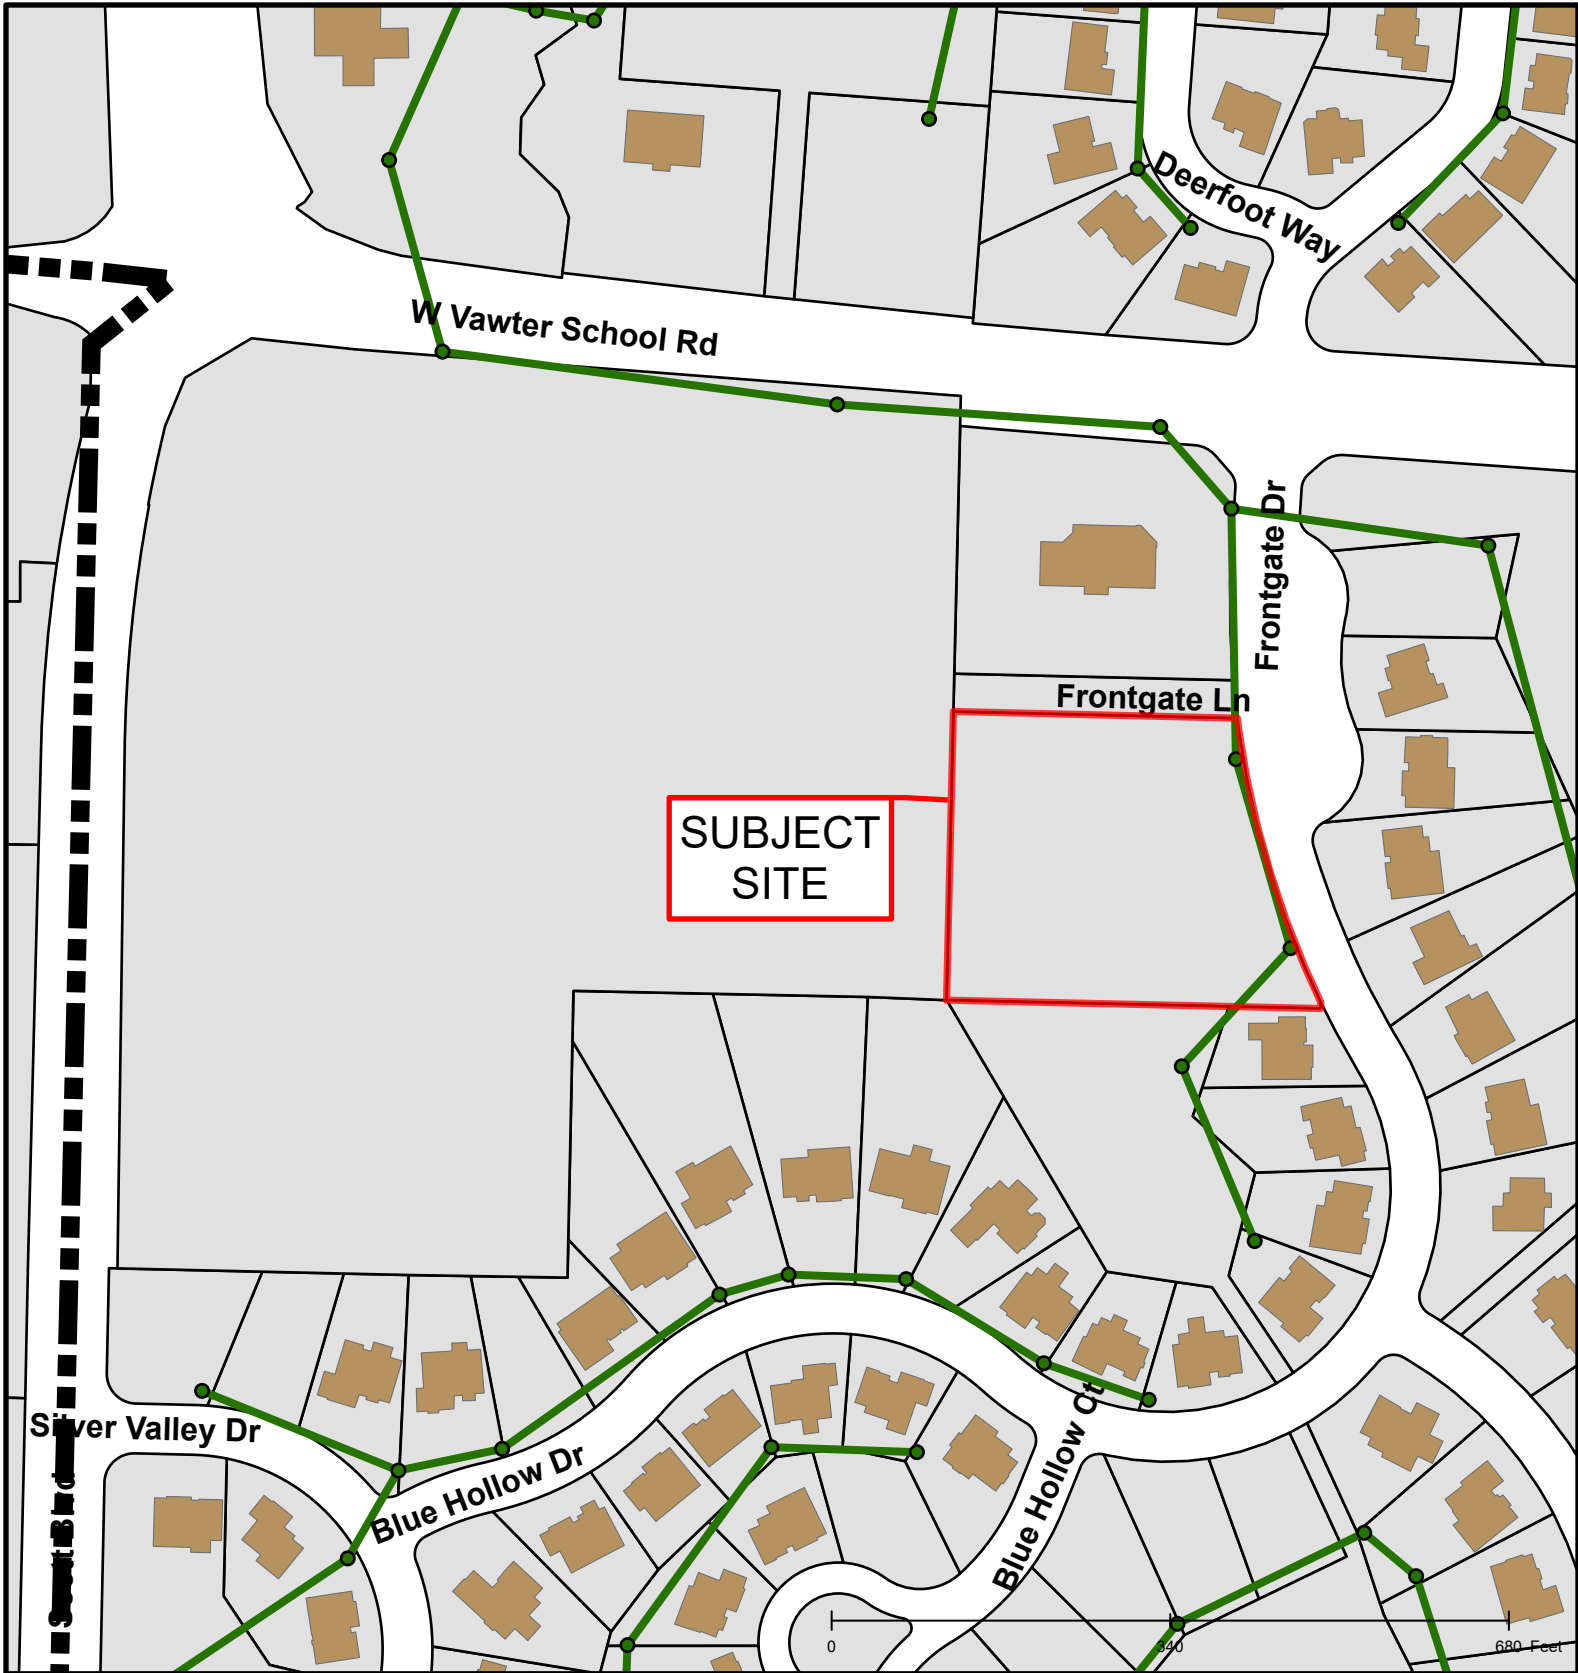 Deerfoot Way
W Vawter School Rd
Frontgate Dr
Frontgate Ln
SUBJECT
SITE
Silver Valley Dr
Blue Hollow Dr
Blue Hollow Ct
0 340 680 Feet